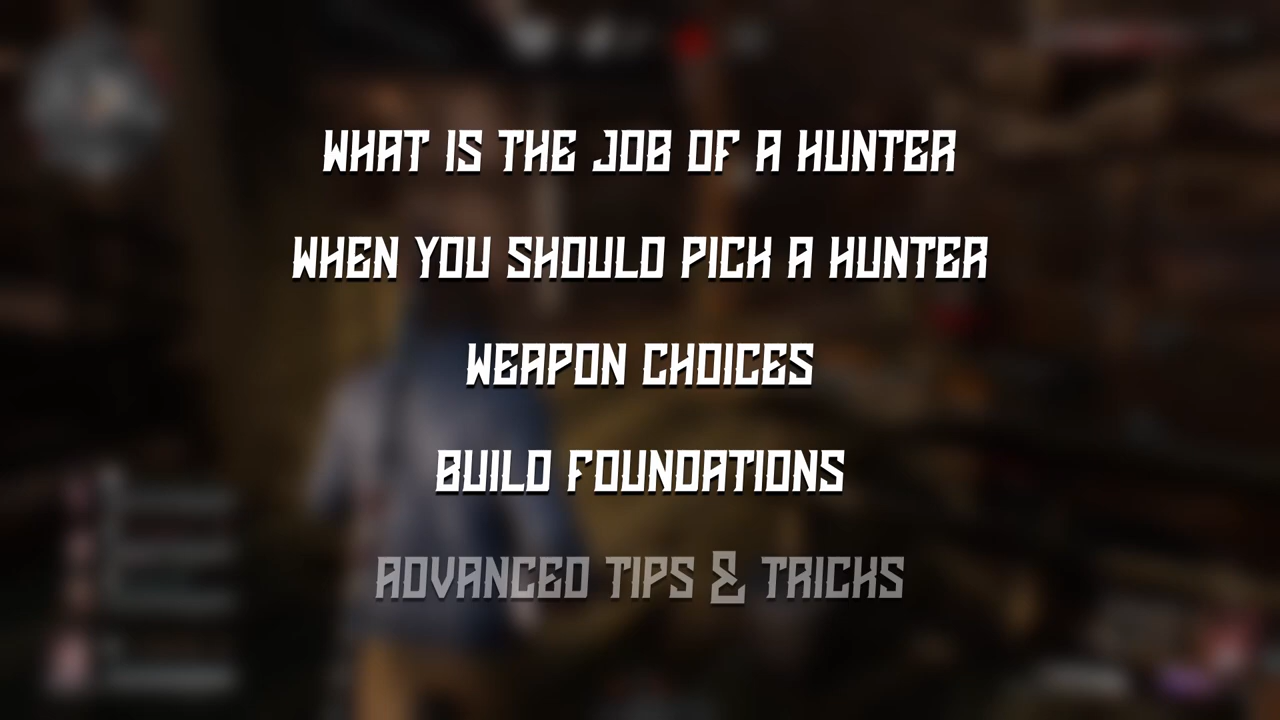 WHAT IS THE JOB OF A HUNTER
WHEN YOU SHOULD PICK A HUNTER
WEAPON CHOICES
BUILD FOUNDATIONS
ADVANCED TIPS & TRICKS